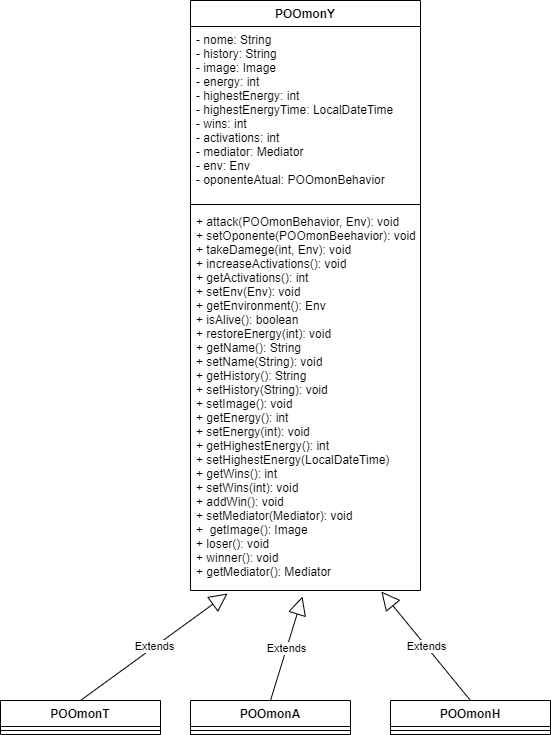 POOmonY
- nome: String
- history: String
- image: Image
- energy: int
- highestEnergy: int
- highestEnergyTime: LocalDateTime
- wins: int
- activations: int
- mediator: Mediator
- env: Env
- oponenteAtual: POOmonBehavior
+ attack(POOmonBehavior, Env): void
+ setOponente(POOmonBeehavior): void
+ takeDamege(int, Env): void
+ increaseActivations(): void
+ getActivations(): int
+ setEnv(Env): void
+ getEnvironment(): Env
+ isAlive(): boolean
+ restoreEnergy(int): void
+ getName(): String
+ setName(String): void
+ getHistory(): String
+ setHistory(String): void
+ setImage(): void
+ getEnergy(): int
+ setEnergy(int): void
+ getHighestEnergy(): int
+ setHighestEnergy(LocalDateTime)
+ getWins(): int
+ setWins(int): void
+ addWin(): void
+ setMediator(Mediator): void
+ getImage(): Image
+ loser(): void
+ winner(): void
+ getMediator(): Mediator
Extends
Extends
Extends
POOmonT
POOmonA
POOmonH